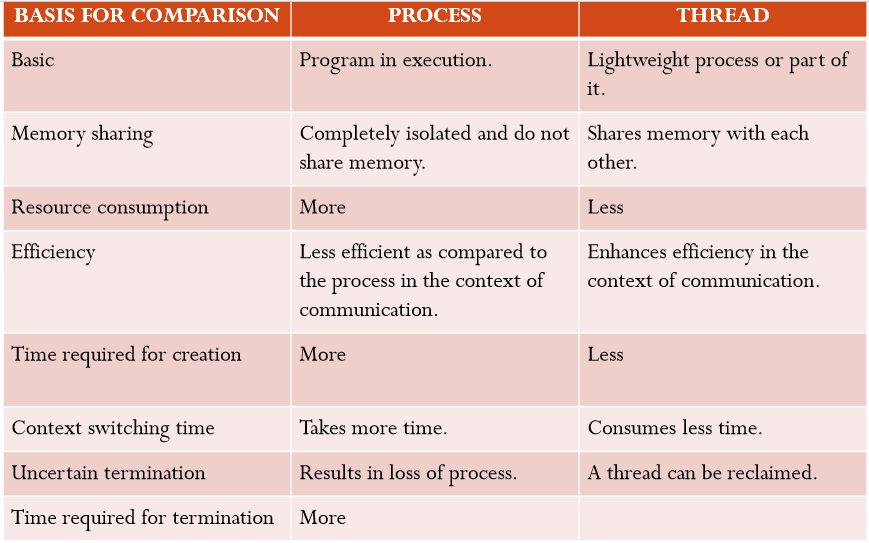 BASIS FOR COMPARISON PROCESS THREAD
Basic Program in execution. Lightweight process or part of
it.
Memory sharing Completely isolated and do not Shares memory with each
share memory. other.
Resource consumption More Less
Efficiency Less efficient as compared to Enhances efficiency in the
the process in the context of context of communication.
communication.
Time required for creation More Less
Context switching time Takes more time. Consumes less time.
Uncertain termination Results in loss of process. A thread can be reclaimed.
Time required for termination More